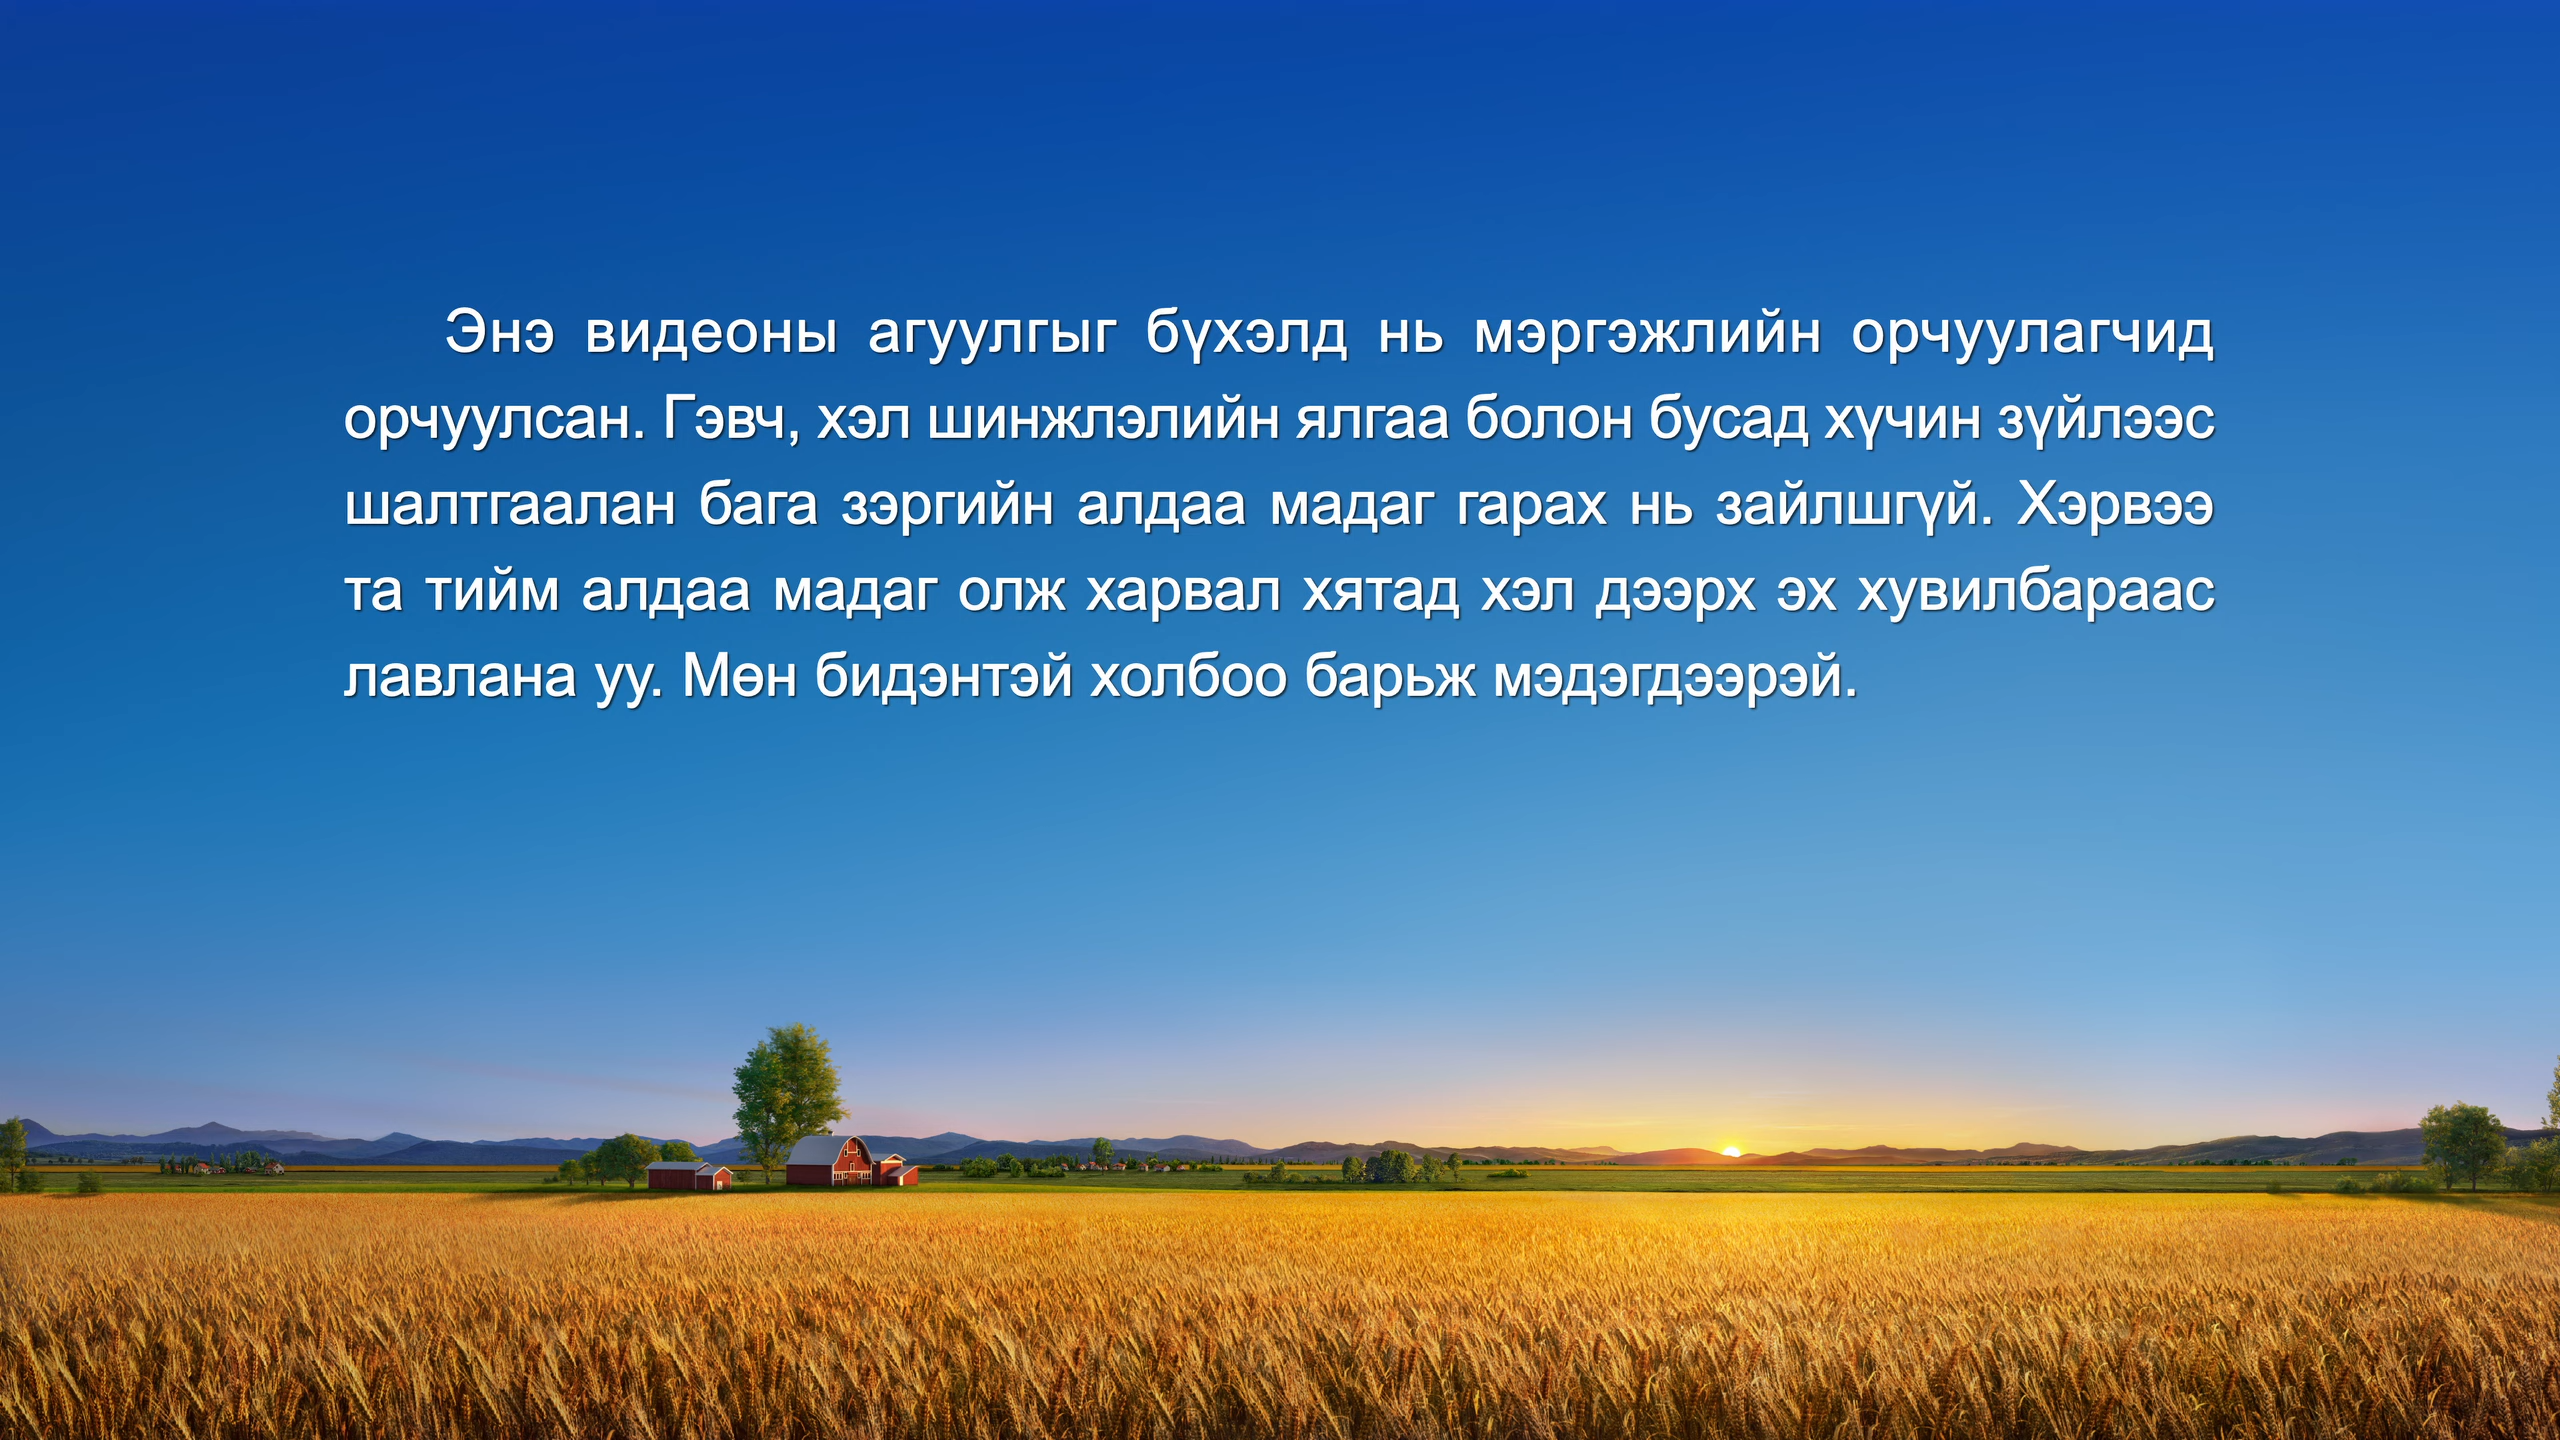 Энэ видеоны агуулгыг бүхэлд нь мэргэжлийн орчуулагчид
орчуулсан. Гэвч, хэл шинжлэлийн ялгаа болон бусад хүчин зүйлээс
шалтгаалан бага зэргийн алдаа мадаг гарах нь зайлшгүй. Хэрвээ
та тийм алдаа мадаг олж харвал хятад хэл дээрх эх хувилбараас
лавлана уу. Мөн бидэнтэй холбоо барьж мэдэгдээрэй.